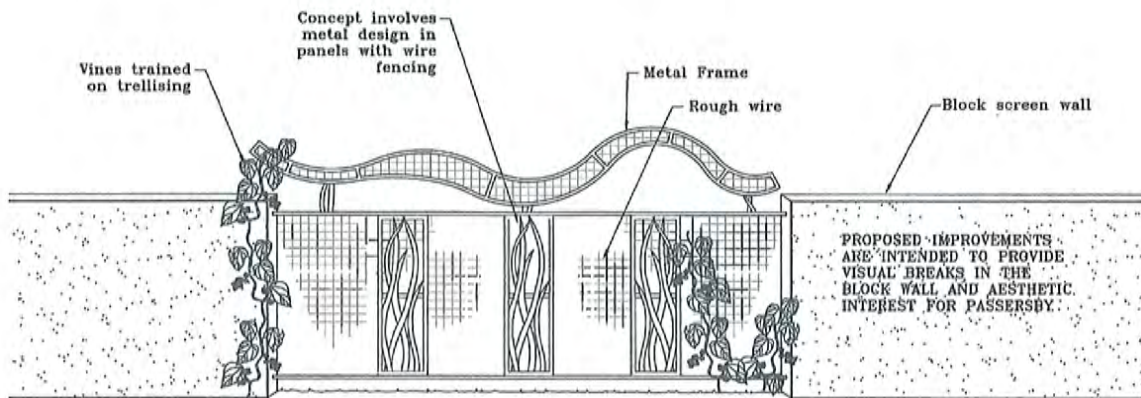 Concept involves
metal design in
panels with wire
fencing
Vines trained
on trellising
Metal Frame
Rough wire
Block screen wall
PROPOSED IMPROVEMENTS
ARE INTENDED TO PROVIDE
VISUAL BREAKS IN THE
BLOCK WALL AND AESTHETIC
INTEREST FOR PASSERSBY.